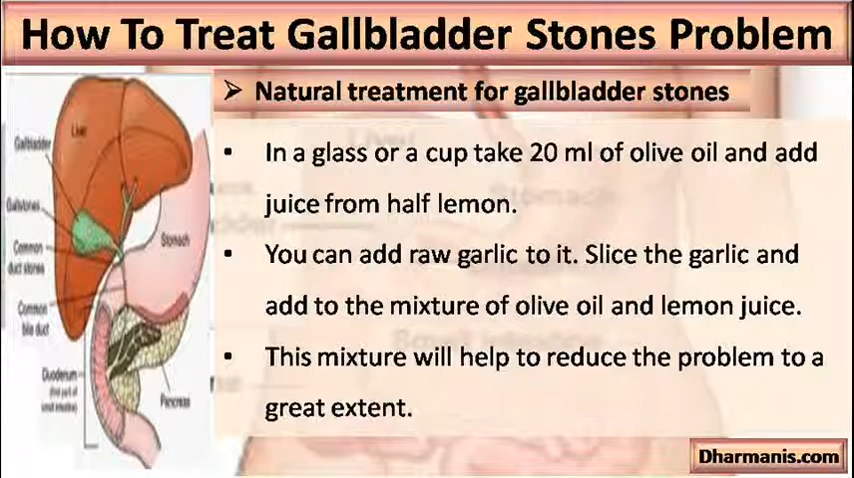 How To Treat Gallbladder Stones Problem
➢ Natural treatment for gallbladder stones
▪ In a glass or a cup take 20 ml of olive oil and add
juice from half lemon.
▪ You can add raw garlic to it. Slice the garlic and
add to the mixture of olive oil and lemon juice.
▪ This mixture will help to reduce the problem to a
great extent.
Liver
Gallbladder
Gallstones
Common
duct stones
Common
bile duct
Duodenum
Stomach
Pancreas
Dharmanis.com